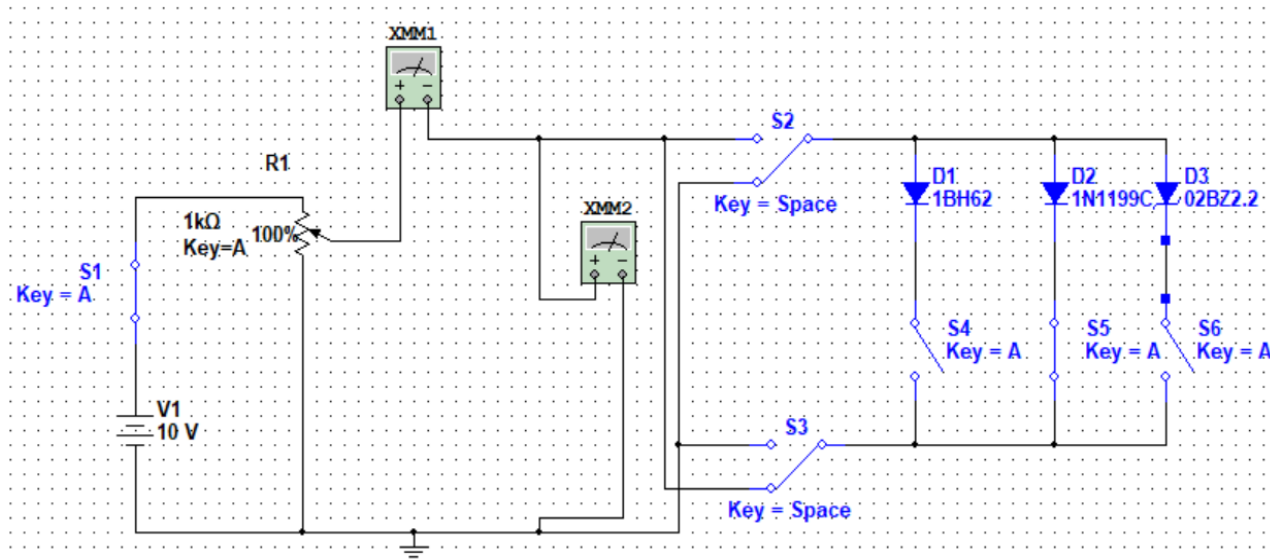 XMM1
+ −
R1
1kΩ
Key=A
100%
XMM2
+ −
S1
Key = A
V1
10 V
S2
Key = Space
D1
1BH62
D2
1N1199C
D3
02BZ2.2
S4
Key = A
S5
Key = A
S6
Key = A
S3
Key = Space